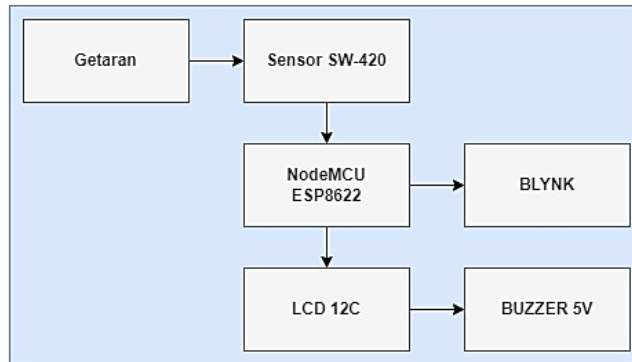 Getaran
Sensor SW-420
NodeMCU
ESP8622
BLYNK
LCD 12C
BUZZER 5V